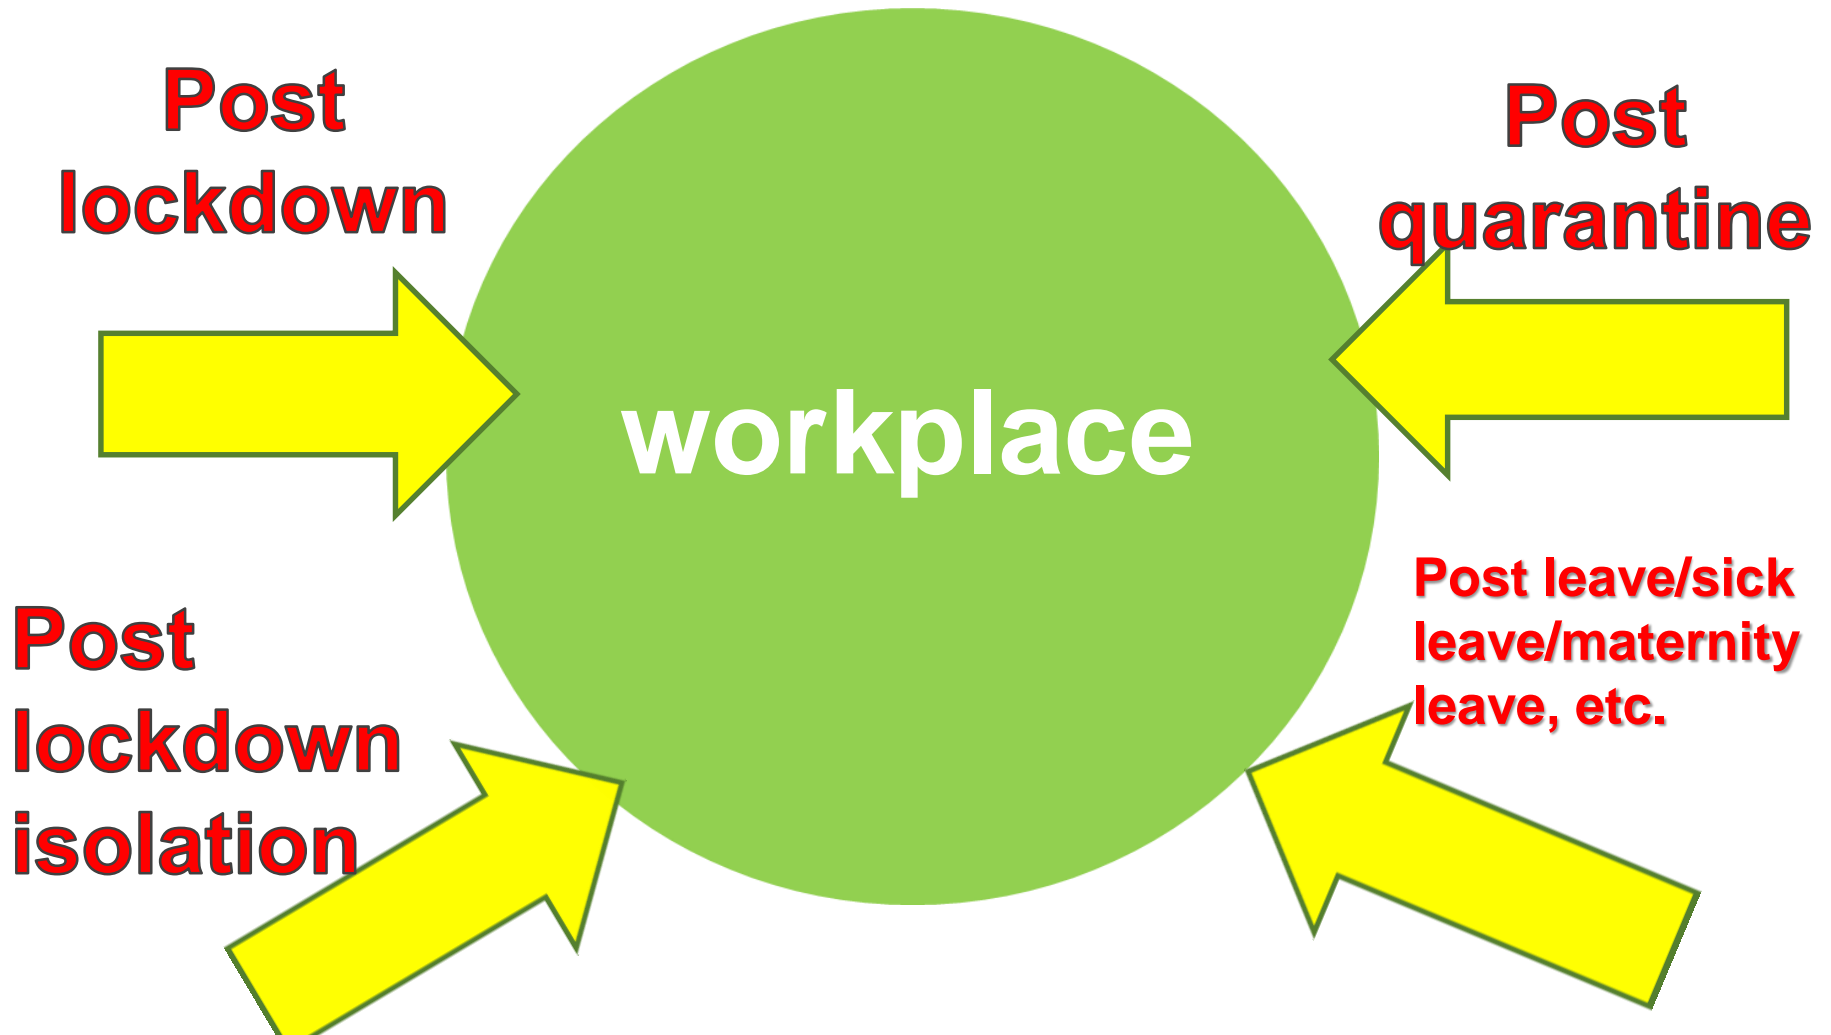 Post
lockdown
Post
quarantine
workplace
Post
lockdown
isolation
Post leave/sick
leave/maternity
leave, etc.